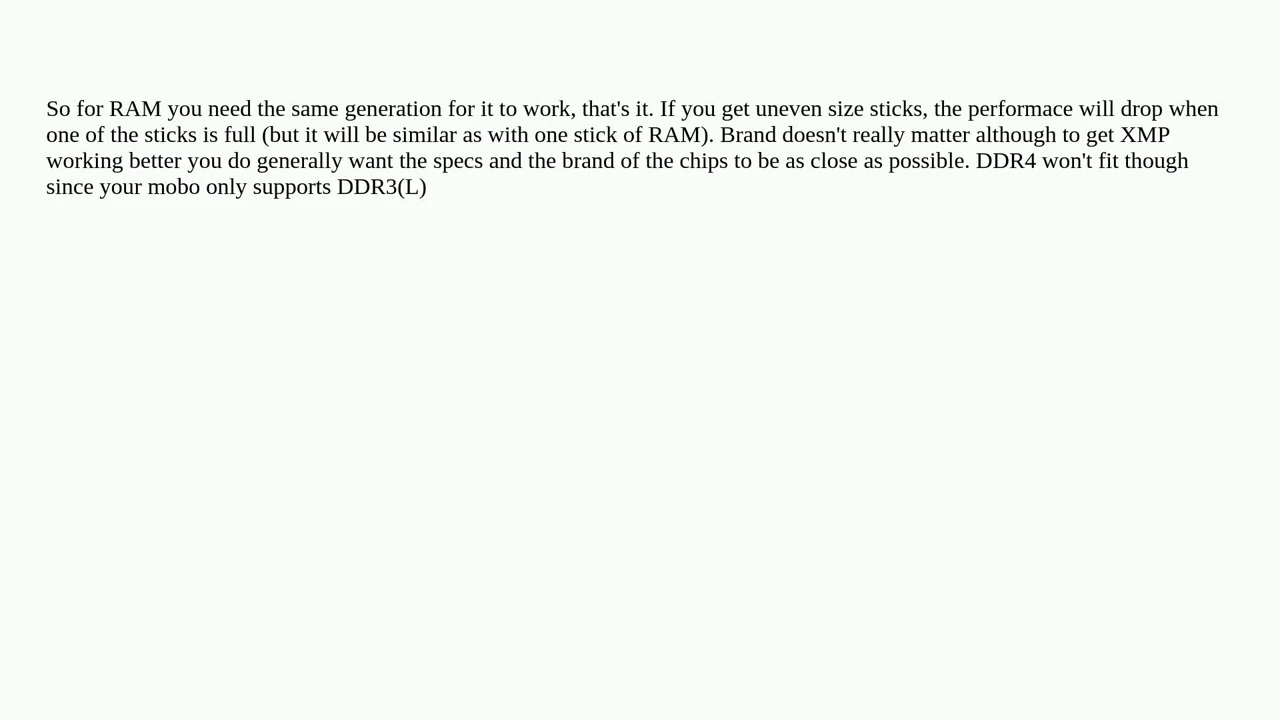 So for RAM you need the same generation for it to work, that's it. If you get uneven size sticks, the performace will drop when
one of the sticks is full (but it will be similar as with one stick of RAM). Brand doesn't really matter although to get XMP
working better you do generally want the specs and the brand of the chips to be as close as possible. DDR4 won't fit though
since your mobo only supports DDR3(L)